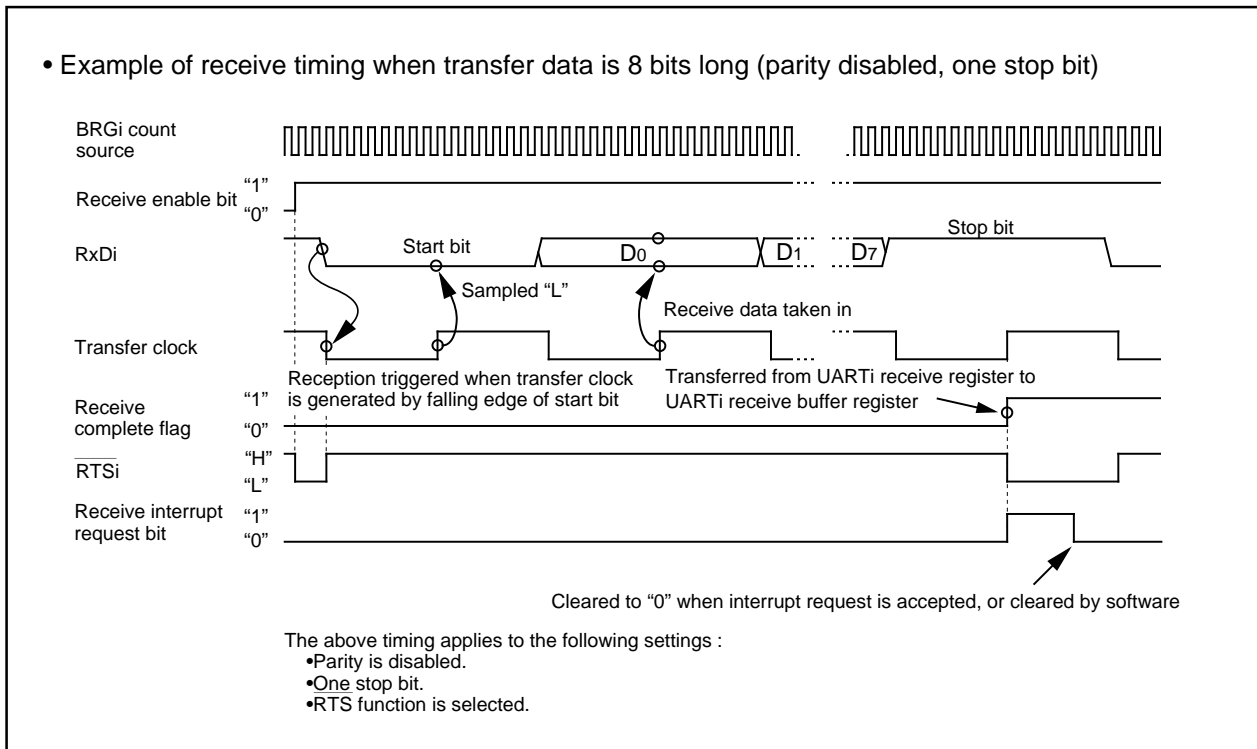 • Example of receive timing when transfer data is 8 bits long (parity disabled, one stop bit)
BRGi count
source
Receive enable bit
“1”
“0”
RxDi
Start bit
D0
D1
D7
Stop bit
Sampled “L”
Receive data taken in
Transfer clock
Reception triggered when transfer clock
is generated by falling edge of start bit
Transferred from UARTi receive register to
UARTi receive buffer register
Receive
complete flag
“1”
“0”
RTSi
“H”
“L”
Receive interrupt
request bit
“1”
“0”
Cleared to “0” when interrupt request is accepted, or cleared by software
The above timing applies to the following settings :
•Parity is disabled.
•One stop bit.
•RTS function is selected.